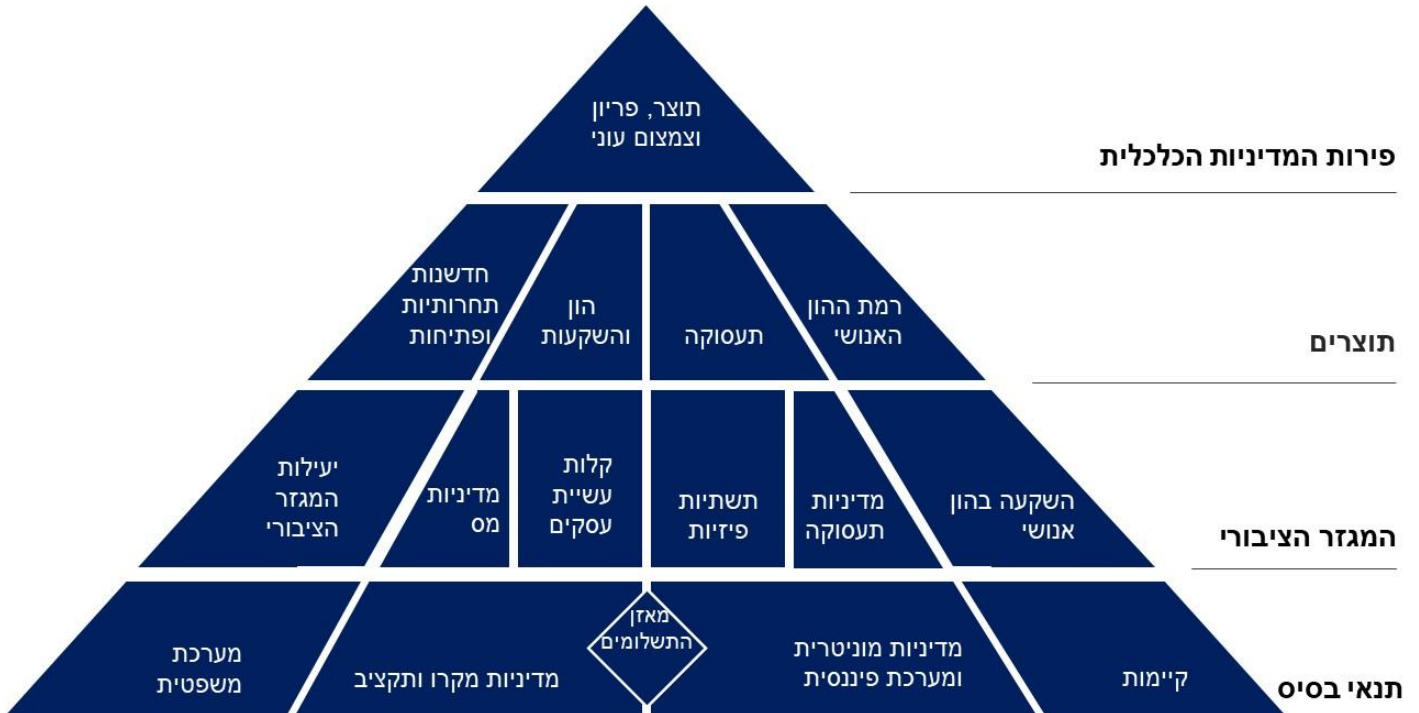 תוצר, פריון
וצמצום עוני
פירות המדיניות הכלכלית
רמת ההון
האנושי
תעסוקה
הון
והשקעות
חדשנות
תחרותיות
ופתיחות
תוצרים
השקעה בהון
אנושי
מדיניות
תעסוקה
תשתיות
פיזיות
קלות
עשיית
עסקים
מדיניות
מס
יעילות
המגזר
הציבורי
המגזר הציבורי
קיימות
מדיניות מוניטרית
ומערכת פיננסית
מאזן
התשלומים
מדיניות מקרו ותקציב
מערכת
משפטית
תנאי בסיס